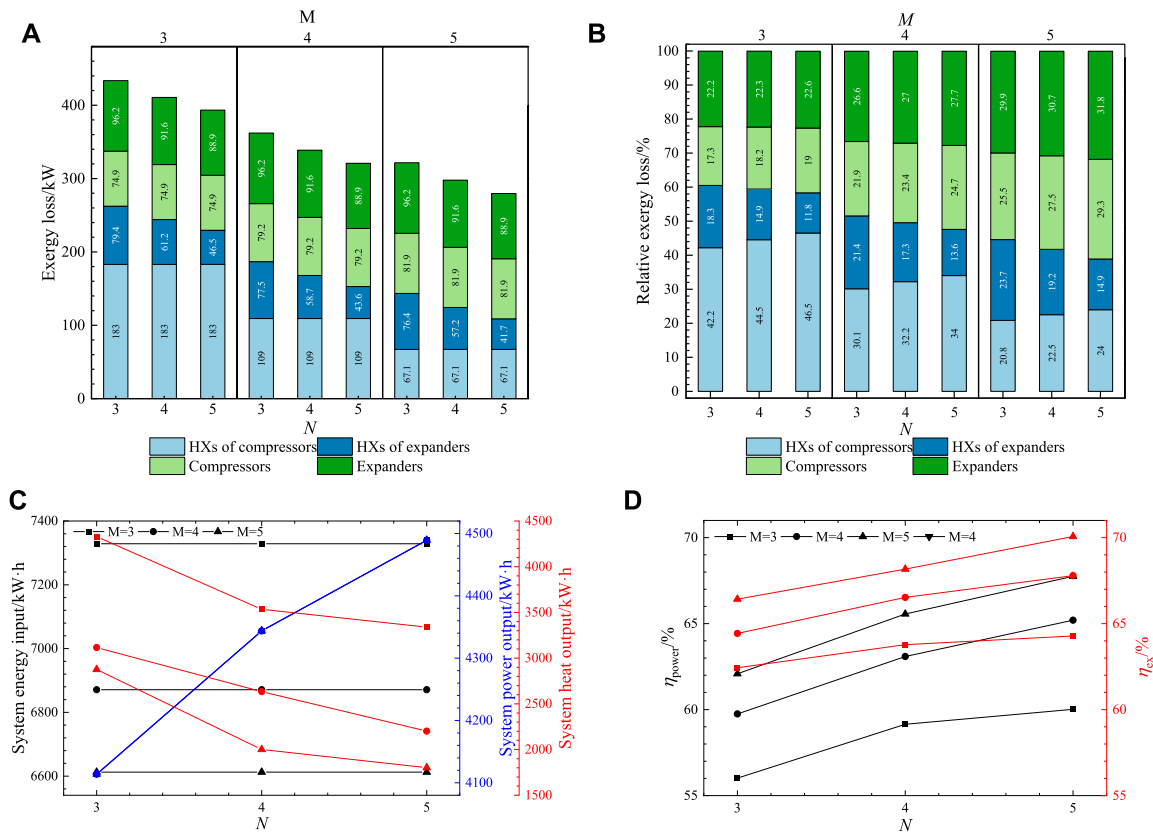 A
M
3 4 5
Exergy loss/kW
400
300
200
100
0
96.2 91.6 88.9 96.2 91.6 88.9 96.2 91.6 88.9
74.9 74.9 74.9 79.2 79.2 79.2 81.9 81.9 81.9
79.4 61.2 46.5 77.5 58.7 43.6 76.4 57.2 41.7
183 183 183 109 109 109 67.1 67.1 67.1
3 4 5 3 4 5 3 4 5
N
HXs of compressors HXs of expanders
Compressors Expanders
B
M
3 4 5
Relative exergy loss/%
100
90
80
70
60
50
40
30
20
10
0
22.2 22.3 22.6 26.6 27 27.7 29.9 30.7 31.8
17.3 18.2 19 21.9 23.4 24.7 25.5 27.5 29.3
18.3 14.9 11.8 21.4 17.3 13.6 23.7 19.2 14.9
42.2 44.5 46.5 30.1 32.2 34 20.8 22.5 24
3 4 5 3 4 5 3 4 5
N
HXs of compressors HXs of expanders
Compressors Expanders
C
M=3 M=4 M=5
System energy input/kW·h
7400
7200
7000
6800
6600
System power output/kW·h
4500
4400
4300
4200
4100
System heat output/kW·h
4500
4000
3500
3000
2500
2000
1500
3 4 5
N
D
M=3 M=4 M=5 M=4
ηpower/%
70
65
60
55
ηex/%
70
65
60
55
3 4 5
N